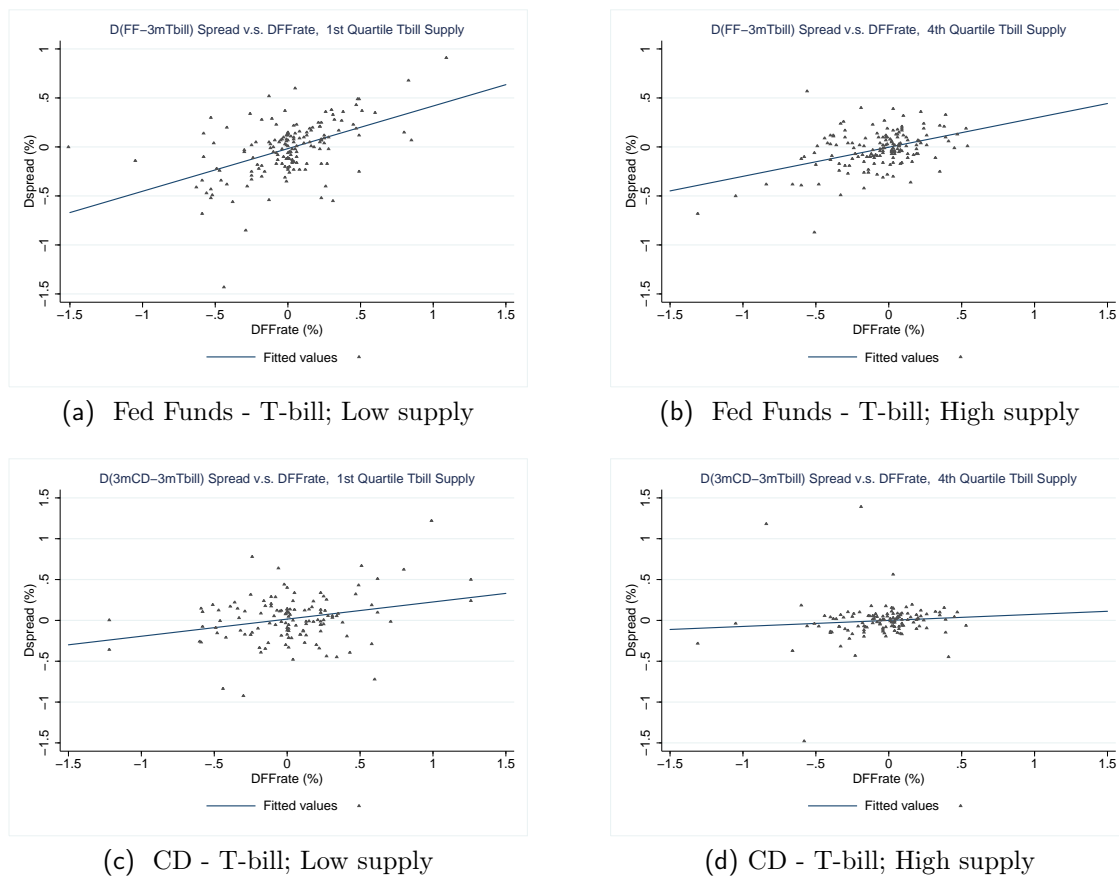 D(FF−3mTbill) Spread v.s. DFFrate, 1st Quartile Tbill Supply
Dspread (%)
1
.5
0
−.5
−1
−1.5
−1.5 −1 −.5 0 .5 1 1.5
DFFrate (%)
Fitted values
(a) Fed Funds - T-bill; Low supply
D(FF−3mTbill) Spread v.s. DFFrate, 4th Quartile Tbill Supply
Dspread (%)
1
.5
0
−.5
−1
−1.5
−1.5 −1 −.5 0 .5 1 1.5
DFFrate (%)
Fitted values
(b) Fed Funds - T-bill; High supply
D(3mCD−3mTbill) Spread v.s. DFFrate, 1st Quartile Tbill Supply
Dspread (%)
1.5
1
.5
0
−.5
−1
−1.5
−1.5 −1 −.5 0 .5 1 1.5
DFFrate (%)
Fitted values
(c) CD - T-bill; Low supply
D(3mCD−3mTbill) Spread v.s. DFFrate, 4th Quartile Tbill Supply
Dspread (%)
1.5
1
.5
0
−.5
−1
−1.5
−1.5 −1 −.5 0 .5 1 1.5
DFFrate (%)
Fitted values
(d) CD - T-bill; High supply